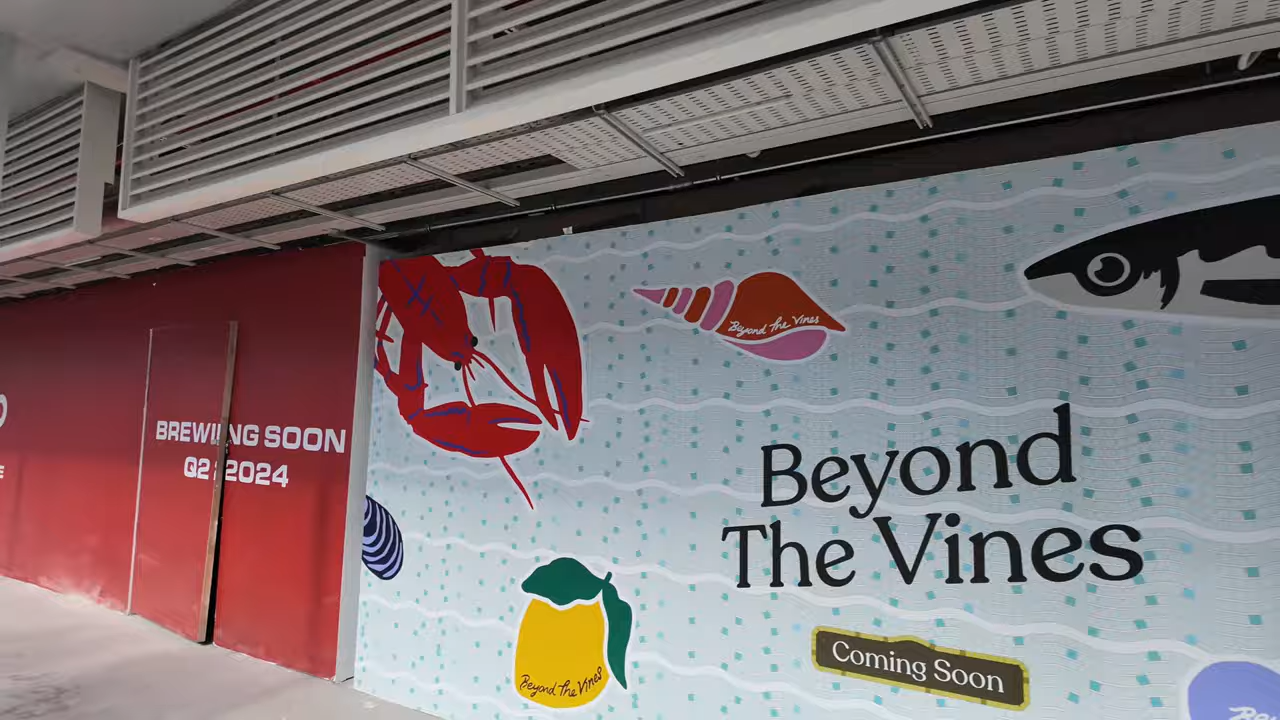 BREWING SOON
Q2 2024
Beyond The Vines
Beyond
The Vines
Beyond The Vines
Coming Soon